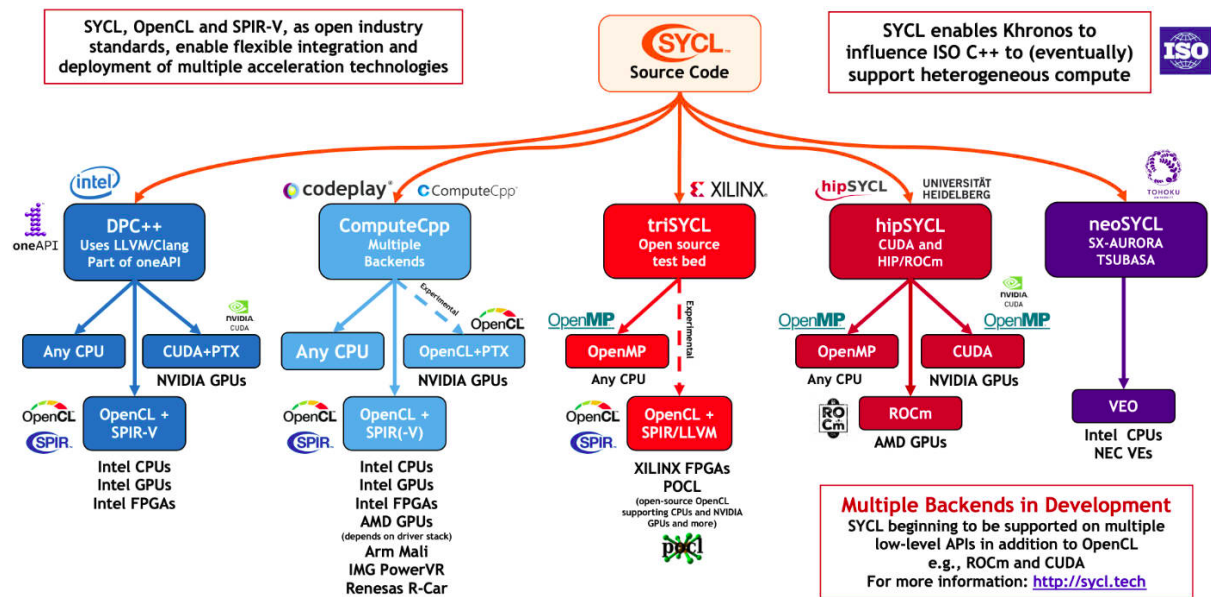 SYCL, OpenCL and SPIR-V, as open industry
standards, enable flexible integration and
deployment of multiple acceleration technologies
SYCL™
Source Code
SYCL enables Khronos to
influence ISO C++ to (eventually)
support heterogeneous compute
ISO
intel
oneAPI
DPC++
Uses LLVM/Clang
Part of oneAPI
NVIDIA
CUDA
Any CPU
CUDA+PTX
NVIDIA GPUs
OpenCL
SPIR
OpenCL +
SPIR-V
Intel CPUs
Intel GPUs
Intel FPGAs
codeplay®
ComputeCpp™
ComputeCpp
Multiple
Backends
Experimental
OpenCL
Any CPU
OpenCL+PTX
NVIDIA GPUs
OpenCL
SPIR
OpenCL +
SPIR(-V)
Intel CPUs
Intel GPUs
Intel FPGAs
AMD GPUs
(depends on driver stack)
Arm Mali
IMG PowerVR
Renesas R-Car
XILINX
triSYCL
Open source
test bed
Experimental
OpenMP
OpenMP
Any CPU
OpenCL
SPIR
OpenCL +
SPIR/LLVM
XILINX FPGAs
POCL
(open-source OpenCL
supporting CPUs and NVIDIA
GPUs and more)
pocl
hipSYCL
UNIVERSITÄT
HEIDELBERG
hipSYCL
CUDA and
HIP/ROCm
NVIDIA
CUDA
OpenMP
OpenMP
OpenMP
CUDA
Any CPU
NVIDIA GPUs
ROCm
ROCm
AMD GPUs
TOHOKU
UNIVERSITY
neoSYCL
SX-AURORA
TSUBASA
VEO
Intel CPUs
NEC VEs
Multiple Backends in Development
SYCL beginning to be supported on multiple
low-level APIs in addition to OpenCL
e.g., ROCm and CUDA
For more information: http://sycl.tech